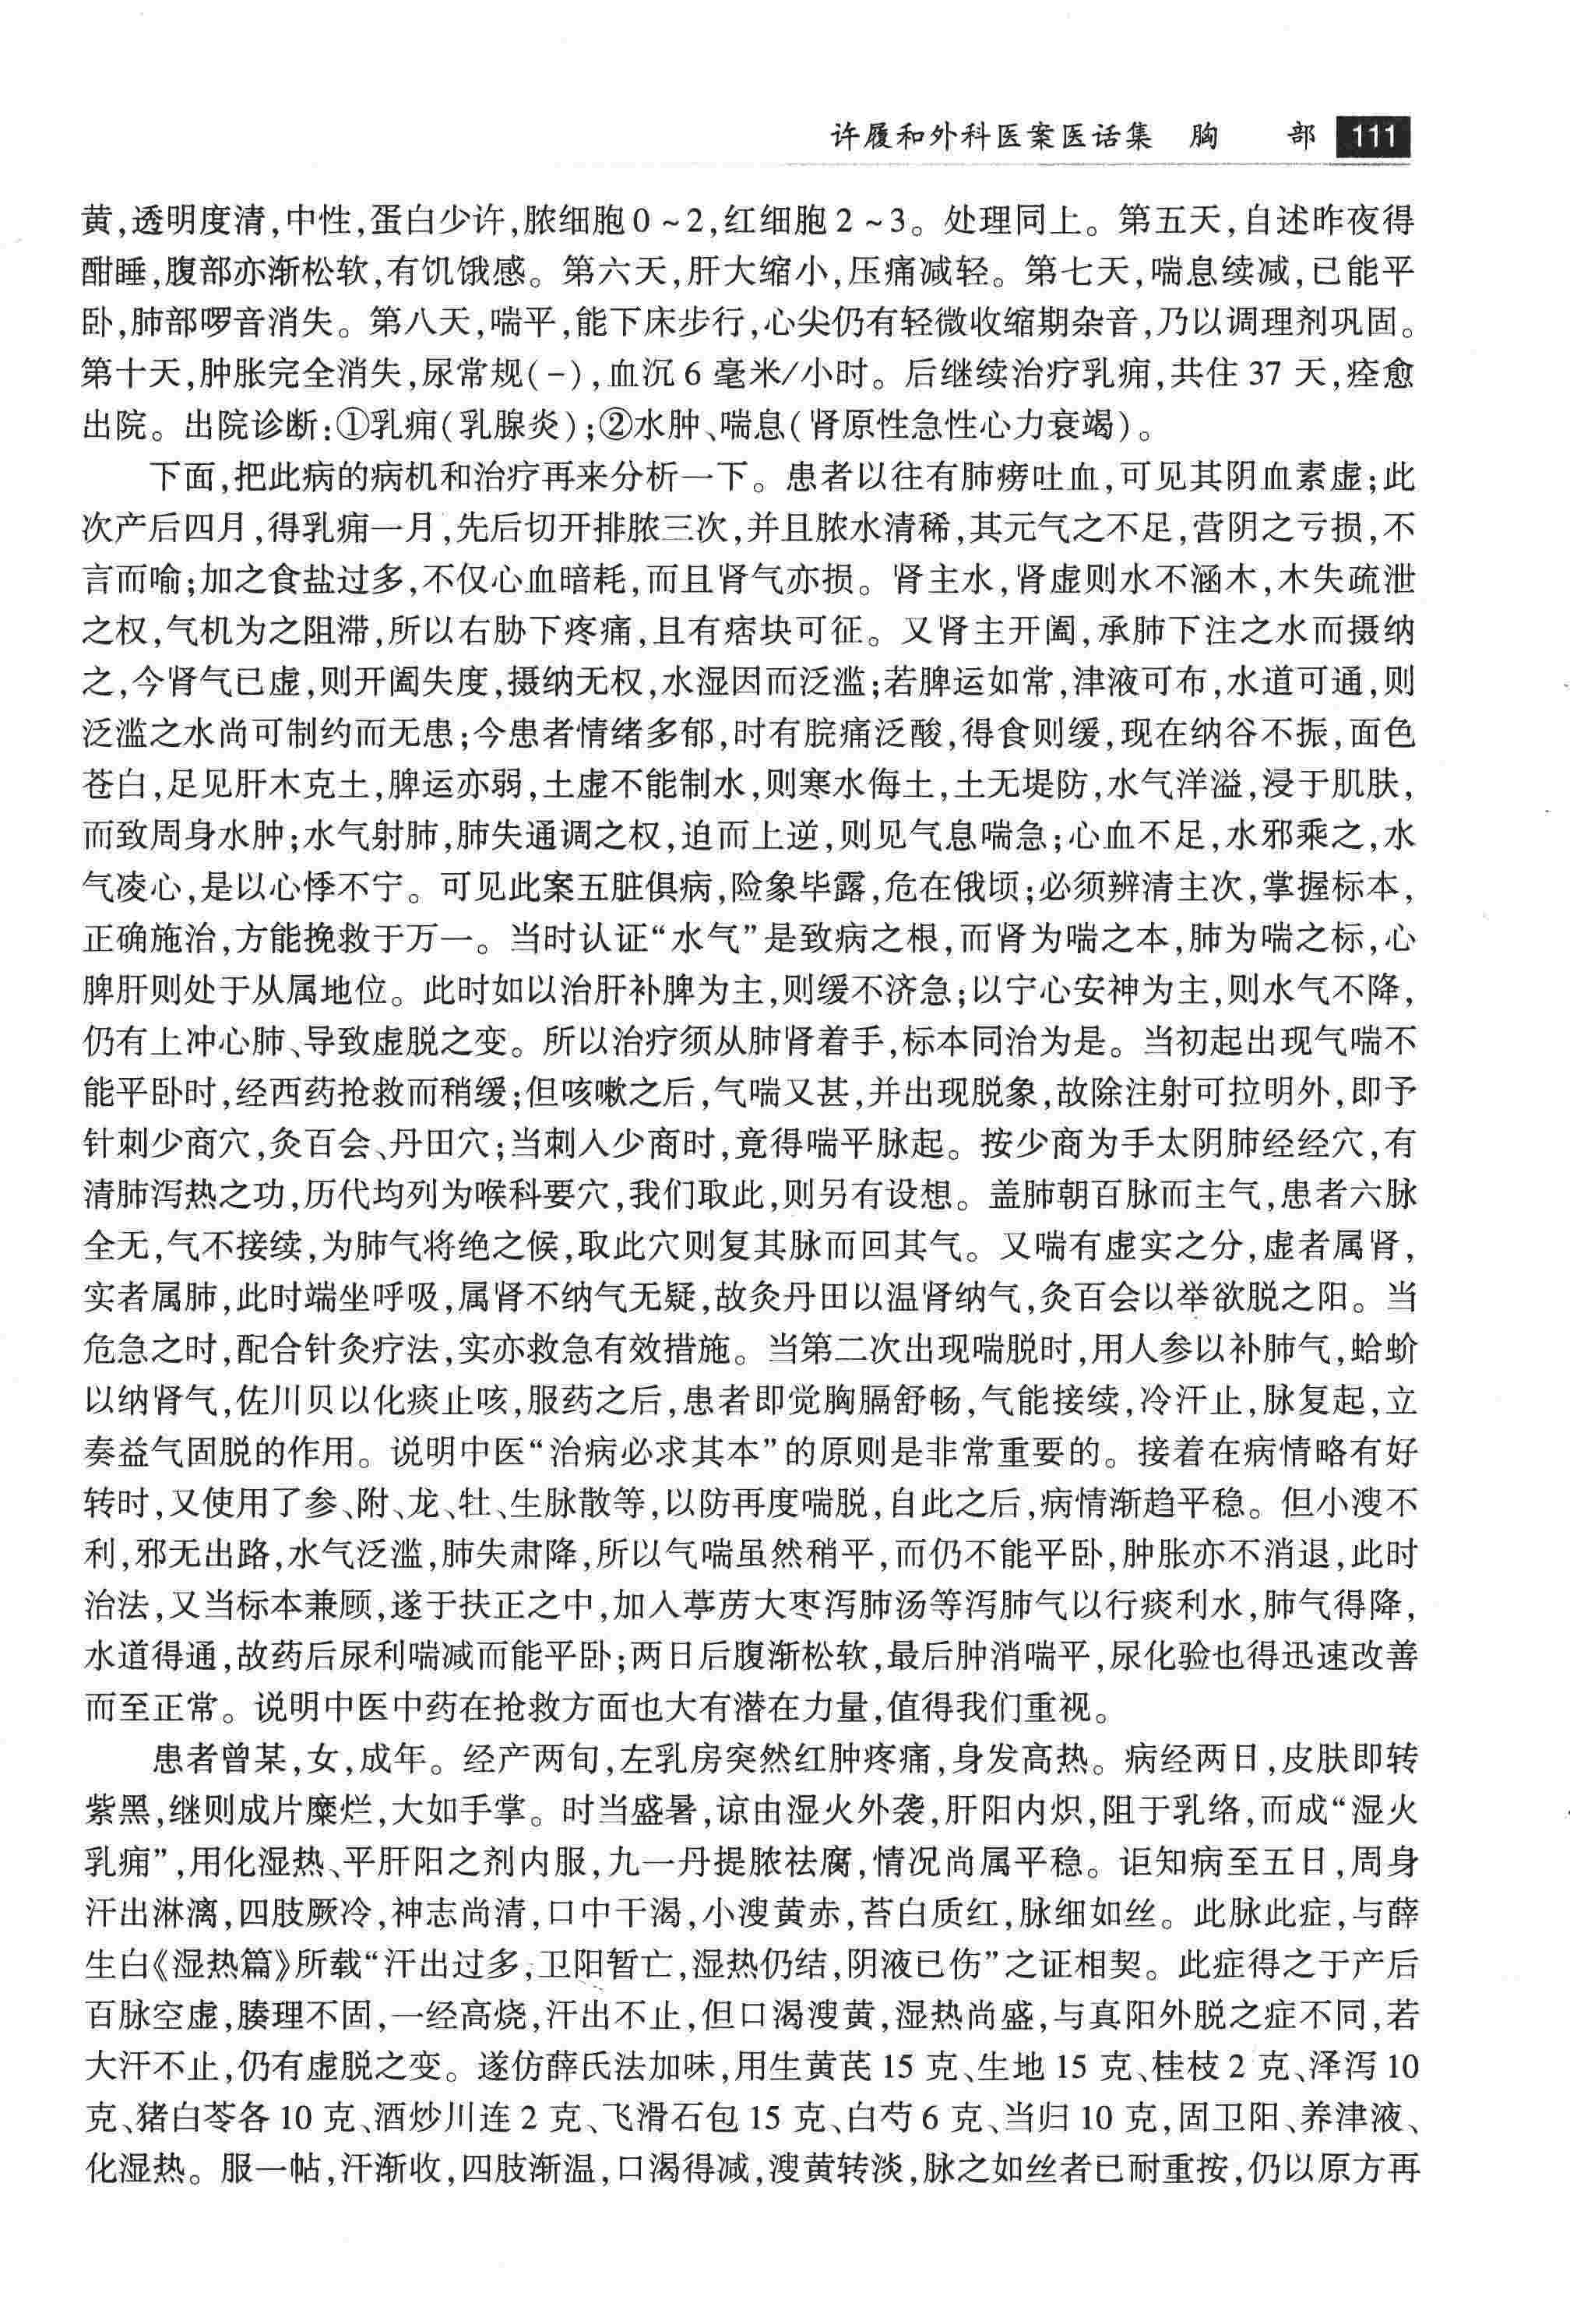 许履和外科医案医话集 胸 部 111
黄,透明度清,中性,蛋白少许,脓细胞0~2,红细胞2~3。处理同上。第五天,自述昨夜得
酣睡,腹部亦渐松软,有饥饿感。第六天,肝大缩小,压痛减轻。第七天,喘息续减,已能平
卧,肺部啰音消失。第八天,喘平,能下床步行,心尖仍有轻微收缩期杂音,乃以调理剂巩固。
第十天,肿胀完全消失,尿常规(-),血沉6毫米/小时。后继续治疗乳痈,共住37天,痊愈
出院。出院诊断:①乳痈(乳腺炎);②水肿、喘息(肾原性急性心力衰竭)。
下面,把此病的病机和治疗再来分析一下。患者以往有肺痨吐血,可见其阴血素虚;此
次产后四月,得乳痈一月,先后切开排脓三次,并且脓水清稀,其元气之不足,营阴之亏损,不
言而喻;加之食盐过多,不仅心血暗耗,而且肾气亦损。肾主水,肾虚则水不涵木,木失疏泄
之权,气机为之阻滞,所以右胁下疼痛,且有痞块可征。又肾主开阖,承肺下注之水而摄纳
之,今肾气已虚,则开阖失度,摄纳无权,水湿因而泛滥;若脾运如常,津液可布,水道可通,则
泛滥之水尚可制约而无患;今患者情绪多郁,时有脘痛泛酸,得食则缓,现在纳谷不振,面色
苍白,足见肝木克土,脾运亦弱,土虚不能制水,则寒水侮土,土无堤防,水气洋溢,浸于肌肤,
而致周身水肿;水气射肺,肺失通调之权,迫而上逆,则见气息喘急;心血不足,水邪乘之,水
气凌心,是以心悸不宁。可见此案五脏俱病,险象毕露,危在俄顷;必须辨清主次,掌握标本,
正确施治,方能挽救于万一。当时认证“水气”是致病之根,而肾为喘之本,肺为喘之标,心
脾肝则处于从属地位。此时如以治肝补脾为主,则缓不济急;以宁心安神为主,则水气不降,
仍有上冲心肺、导致虚脱之变。所以治疗须从肺肾着手,标本同治为是。当初起出现气喘不
能平卧时,经西药抢救而稍缓;但咳嗽之后,气喘又甚,并出现脱象,故除注射可拉明外,即予
针刺少商穴,灸百会、丹田穴;当刺入少商时,竟得喘平脉起。按少商为手太阴肺经经穴,有
清肺泻热之功,历代均列为喉科要穴,我们取此,则另有设想。盖肺朝百脉而主气,患者六脉
全无,气不接续,为肺气将绝之候,取此穴则复其脉而回其气。又喘有虚实之分,虚者属肾,
实者属肺,此时端坐呼吸,属肾不纳气无疑,故灸丹田以温肾纳气,灸百会以举欲脱之阳。当
危急之时,配合针灸疗法,实亦救急有效措施。当第二次出现喘脱时,用人参以补肺气,蛤蚧
以纳肾气,佐川贝以化痰止咳,服药之后,患者即觉胸膈舒畅,气能接续,冷汗止,脉复起,立
奏益气固脱的作用。说明中医“治病必求其本”的原则是非常重要的。接着在病情略有好
转时,又使用了参、附、龙、牡、生脉散等,以防再度喘脱,自此之后,病情渐趋平稳。但小溲不
利,邪无出路,水气泛滥,肺失肃降,所以气喘虽然稍平,而仍不能平卧,肿胀亦不消退,此时
治法,又当标本兼顾,遂于扶正之中,加入葶苈大枣泻肺汤等泻肺气以行痰利水,肺气得降,
水道得通,故药后尿利喘减而能平卧;两日后腹渐松软,最后肿消喘平,尿化验也得迅速改善
而至正常。说明中医中药在抢救方面也大有潜在力量,值得我们重视。
患者曾某,女,成年。经产两旬,左乳房突然红肿疼痛,身发高热。病经两日,皮肤即转
紫黑,继则成片糜烂,大如手掌。时当盛暑,谅由湿火外袭,肝阳内炽,阻于乳络,而成“湿火
乳痈”,用化湿热、平肝阳之剂内服,九一丹提脓祛腐,情况尚属平稳。讵知病至五日,周身
汗出淋漓,四肢厥冷,神志尚清,口中干渴,小溲黄赤,苔白质红,脉细如丝。此脉此症,与薛
生白《湿热篇》所载“汗出过多,卫阳暂亡,湿热仍结,阴液已伤”之证相契。此症得之于产后
百脉空虚,腠理不固,一经高烧,汗出不止,但口渴溲黄,湿热尚盛,与真阳外脱之症不同,若
大汗不止,仍有虚脱之变。遂仿薛氏法加味,用生黄芪15克、生地15克、桂枝2克、泽泻10
克、猪白苓各10克、酒炒川连2克、飞滑石包15克、白芍6克、当归10克,固卫阳、养津液、
化湿热。服一帖,汗渐收,四肢渐温,口渴得减,溲黄转淡,脉之如丝者已耐重按,仍以原方再